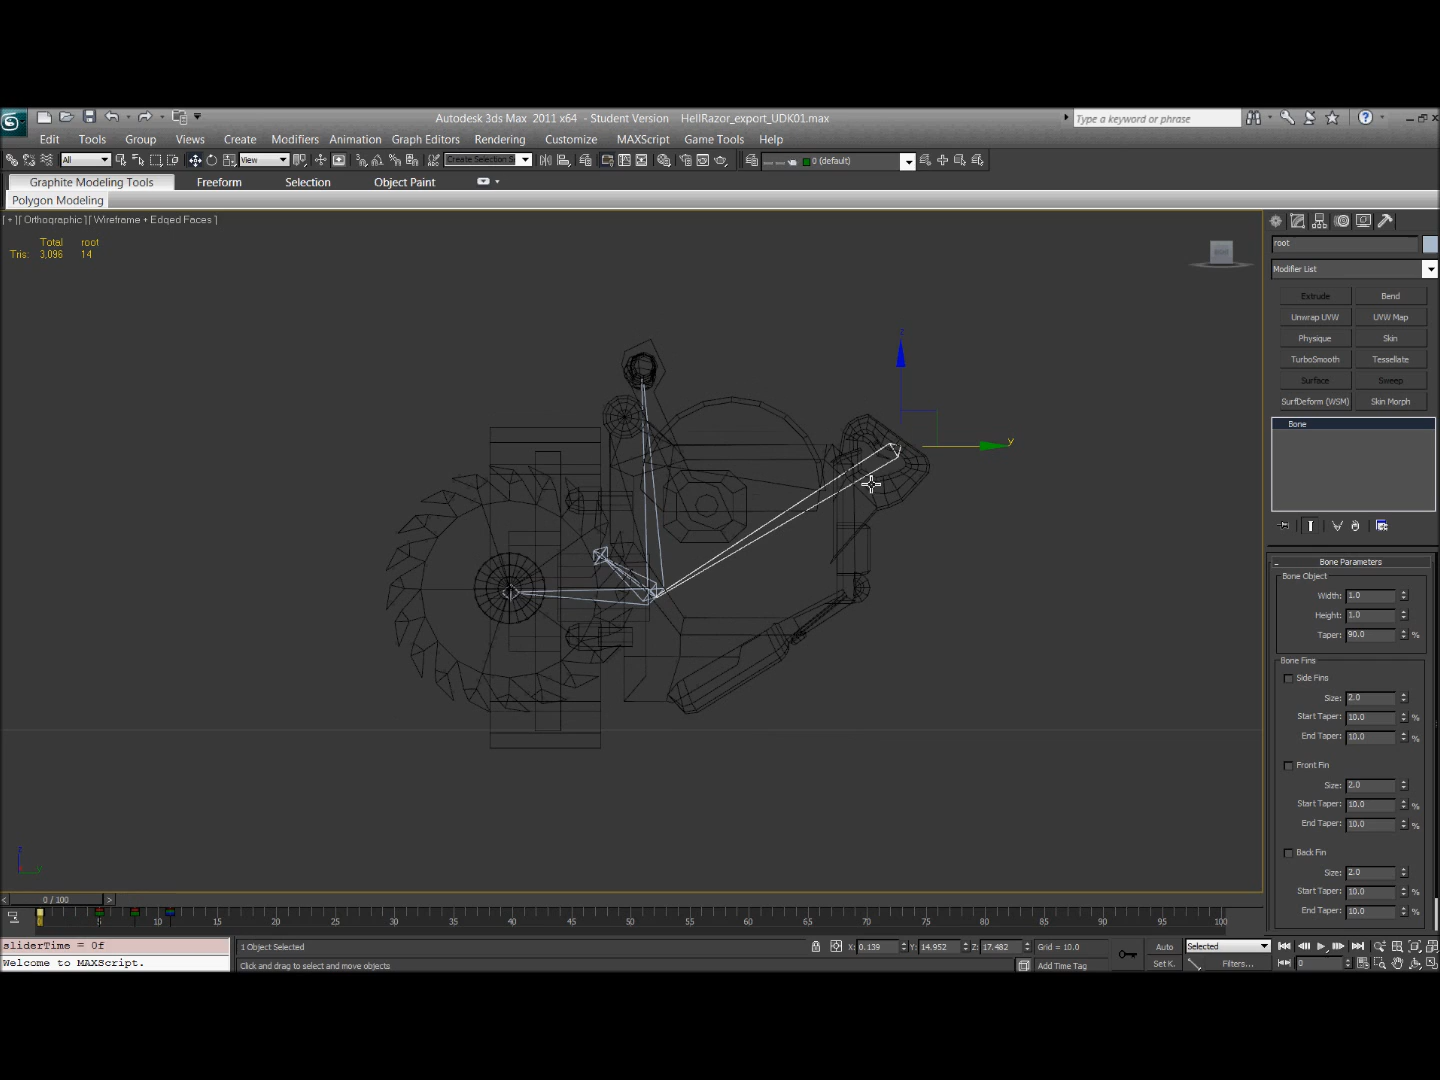 Autodesk 3ds Max 2011 x64 - Student Version HellRazor_export_UDK01.max
Type a keyword or phrase
Edit Tools Group Views Create Modifiers Animation Graph Editors Rendering Customize MAXScript Game Tools Help
All View Create Selection S 0 (default)
Graphite Modeling Tools Freeform Selection Object Paint
Polygon Modeling
[ + ][ Orthographic ][ Wireframe + Edged Faces ]
Total root
Tris: 3,096 14
z
y
root
Modifier List
Extrude Bend
Unwrap UVW UVW Map
Physique Skin
TurboSmooth Tessellate
Surface Sweep
SurfDeform (WSM) Skin Morph
Bone
- Bone Parameters
Bone Object
Width: 1.0
Height: 1.0
Taper: 90.0 %
Bone Fins
Side Fins
Size: 2.0
Start Taper: 10.0 %
End Taper: 10.0 %
Front Fin
Size: 2.0
Start Taper: 10.0 %
End Taper: 10.0 %
Back Fin
Size: 2.0
Start Taper: 10.0 %
End Taper: 10.0 %
z
y
< 0 / 100 >
10 15 20 25 30 35 40 45 50 55 60 65 70 75 80 85 90 95 100
sliderTime = 0f
Welcome to MAXScript.
1 Object Selected X: 0.139 Y: 14.952 Z: 17.482 Grid = 10.0 Auto Selected
Click and drag to select and move objects Add Time Tag Set K. Filters... 0